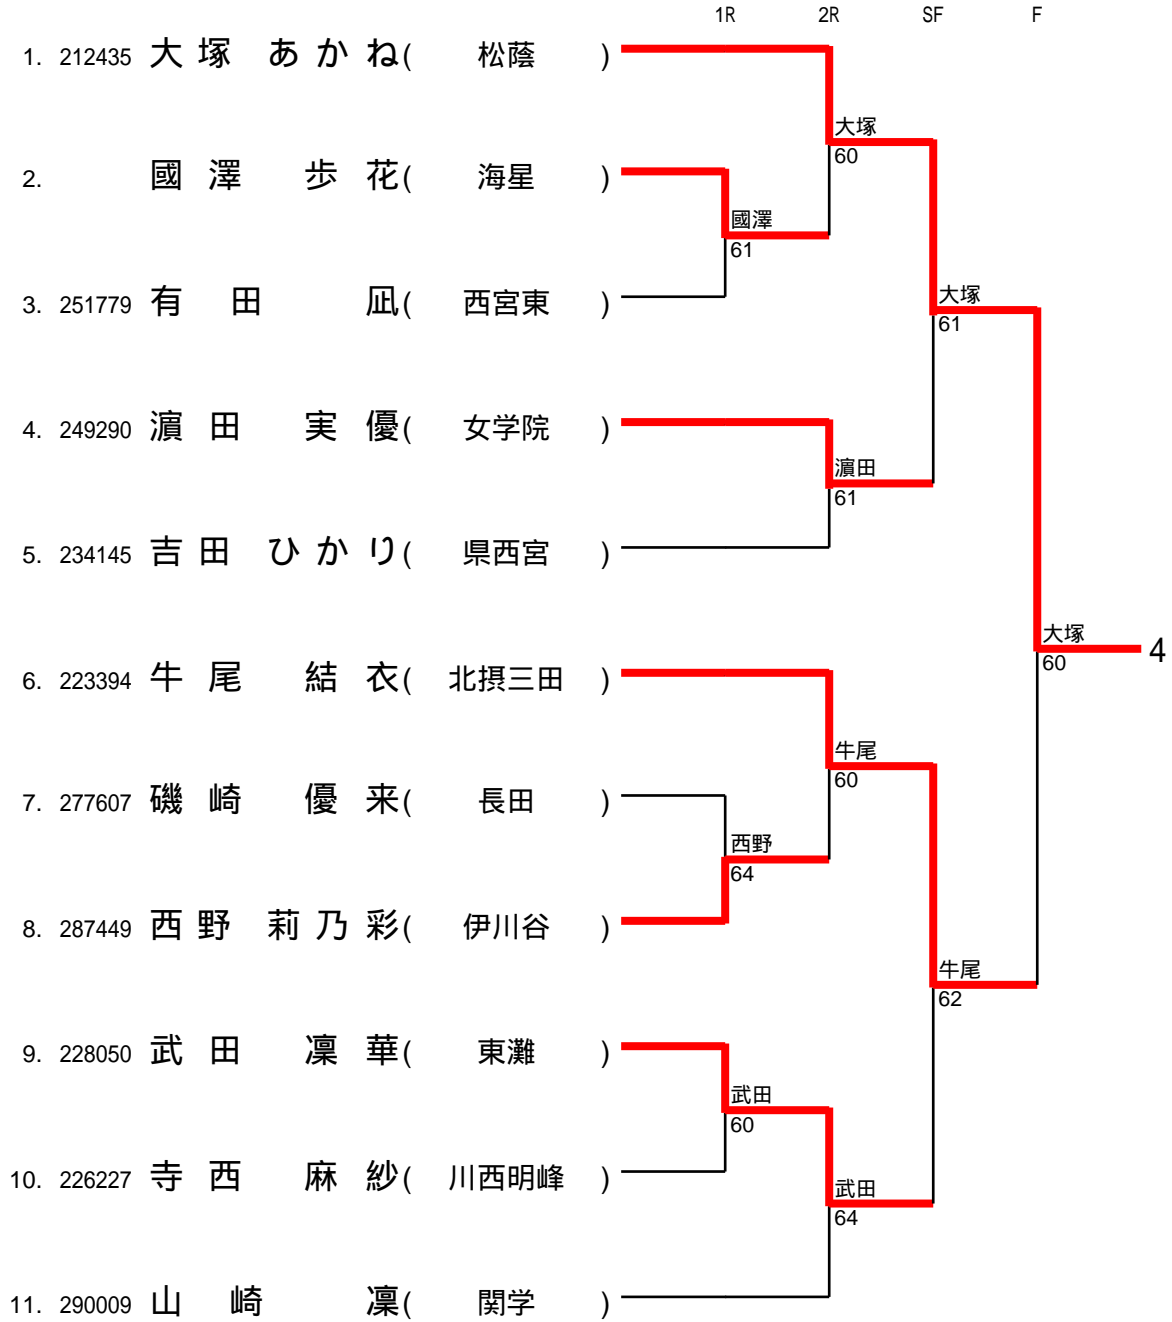 1R 2R SF F
1. 212435 大塚 あかね( 松蔭 )
大塚
60
2. 國澤 歩花( 海星 )
國澤
61
3. 251779 有田 凪( 西宮東 )
大塚
61
4. 249290 濵田 実優( 女学院 )
濵田
61
5. 234145 吉田 ひかり( 県西宮 )
大塚
60
4
6. 223394 牛尾 結衣( 北摂三田 )
牛尾
60
7. 277607 磯崎 優来( 長田 )
西野
64
8. 287449 西野 莉乃彩( 伊川谷 )
牛尾
62
9. 228050 武田 凜華( 東灘 )
武田
60
10. 226227 寺西 麻紗( 川西明峰 )
武田
64
11. 290009 山崎 凜( 関学 )